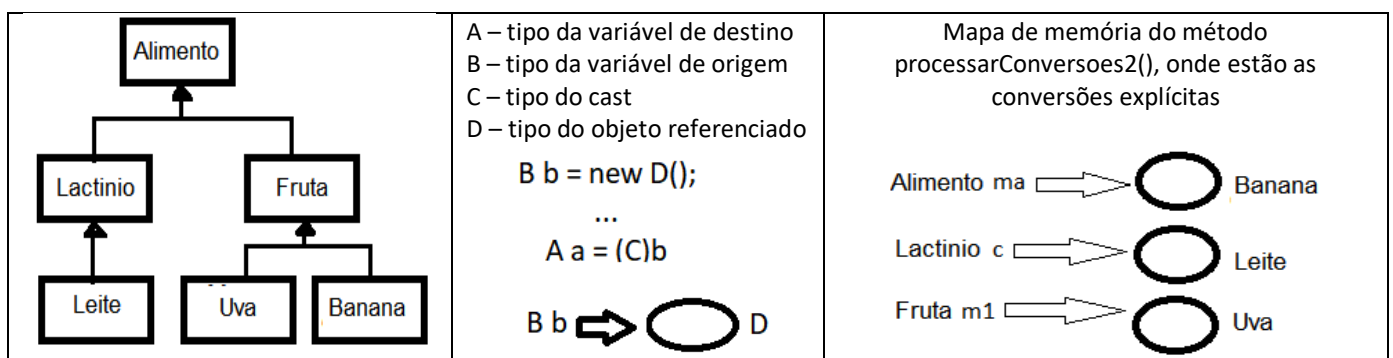 Alimento
Lactinio
Fruta
Leite
Uva
Banana
A – tipo da variável de destino
B – tipo da variável de origem
C – tipo do cast
D – tipo do objeto referenciado
B b = new D();
...
A a = (C)b
B b
D
Mapa de memória do método
processarConversoes2(), onde estão as
conversões explícitas
Alimento ma
Banana
Lactinio c
Leite
Fruta m1
Uva